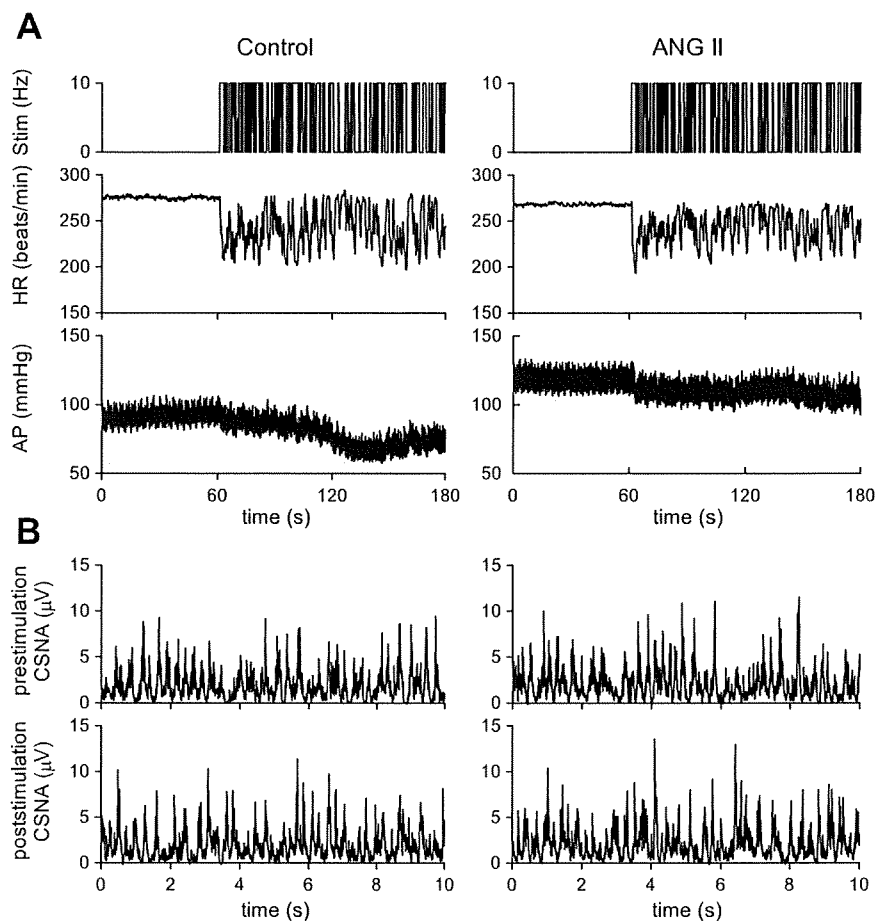 A
Control
ANG II
Stim (Hz)
10
0
10
0
HR (beats/min)
300
250
200
150
300
250
200
150
AP (mmHg)
150
100
50
150
100
50
0 60 120 180
0 60 120 180
time (s)
time (s)
B
prestimulation
CSNA (μV)
15
10
5
0
15
10
5
0
poststimulation
CSNA (μV)
15
10
5
0
15
10
5
0
0 2 4 6 8 10
0 2 4 6 8 10
time (s)
time (s)